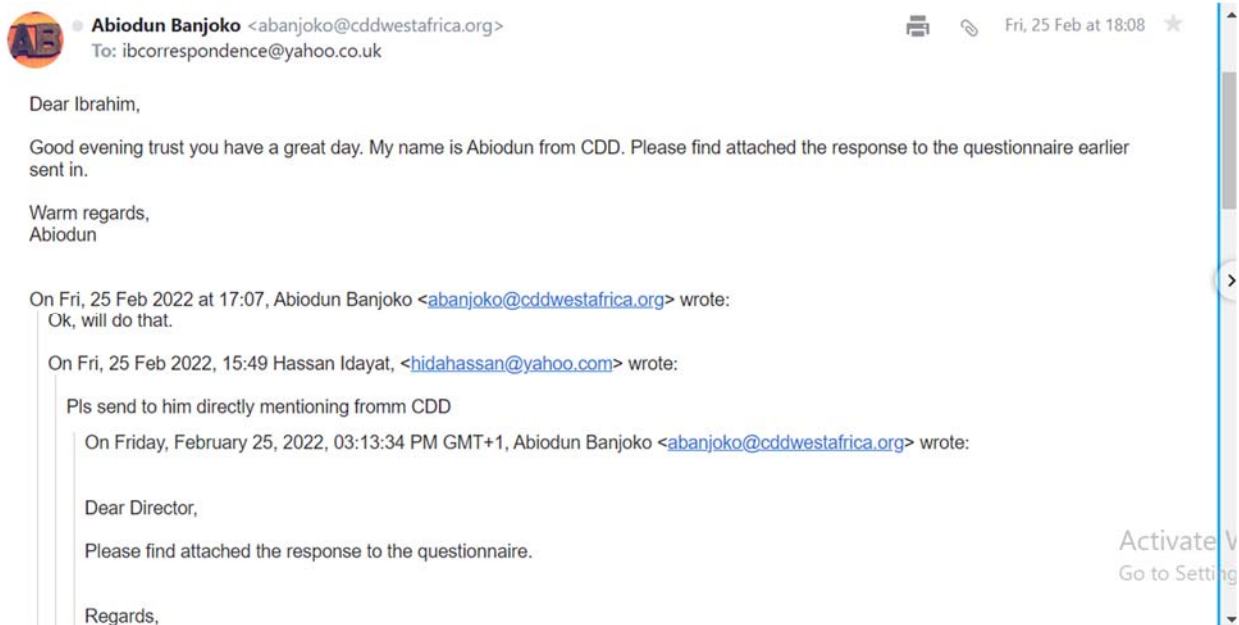 AB
Abiodun Banjoko <abanjoko@cddwestafrica.org>
Fri, 25 Feb at 18:08
To: ibcorrespondence@yahoo.co.uk
Dear Ibrahim,
Good evening trust you have a great day. My name is Abiodun from CDD. Please find attached the response to the questionnaire earlier
sent in.
Warm regards,
Abiodun
On Fri, 25 Feb 2022 at 17:07, Abiodun Banjoko <abanjoko@cddwestafrica.org> wrote:
Ok, will do that.
On Fri, 25 Feb 2022, 15:49 Hassan Idayat, <hidahassan@yahoo.com> wrote:
Pls send to him directly mentioning fromm CDD
On Friday, February 25, 2022, 03:13:34 PM GMT+1, Abiodun Banjoko <abanjoko@cddwestafrica.org> wrote:
Dear Director,
Please find attached the response to the questionnaire.
Activate
Go to Setting
Regards,